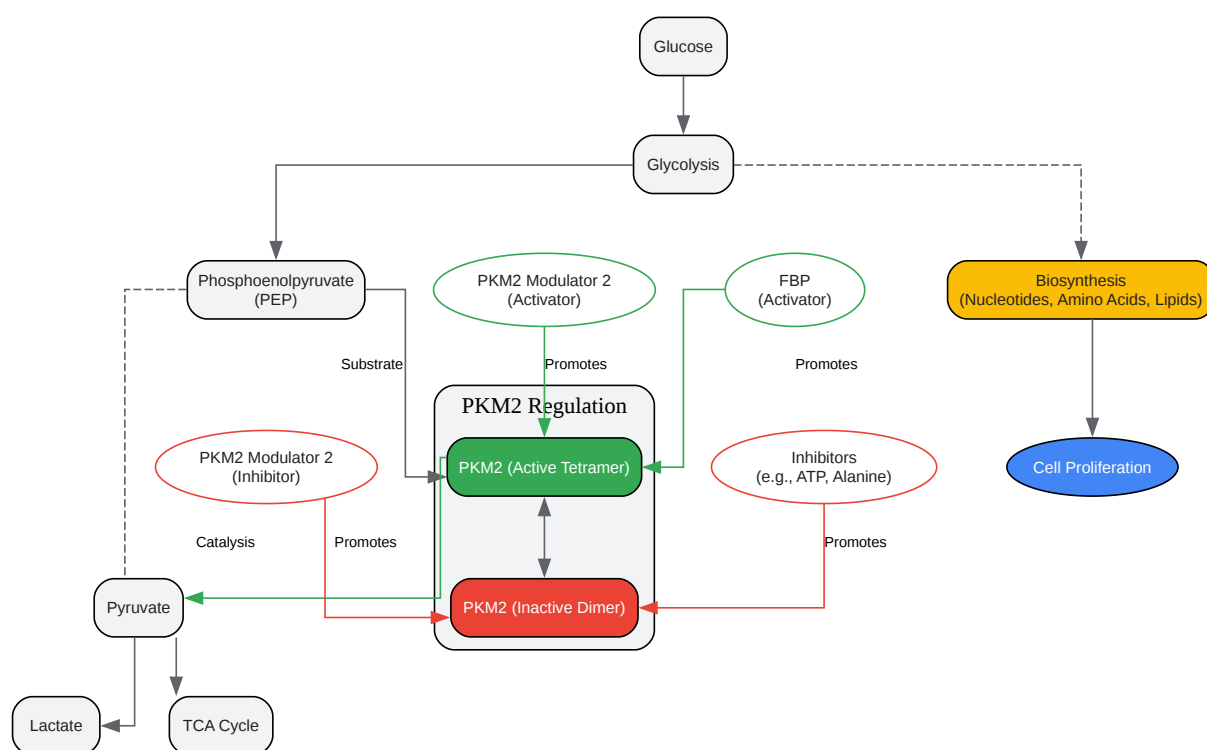 Glucose
Glycolysis
Phosphoenolpyruvate
(PEP)
PKM2 Modulator 2
(Activator)
FBP
(Activator)
Biosynthesis
(Nucleotides, Amino Acids, Lipids)
Substrate
Promotes
Promotes
PKM2 Regulation
PKM2 Modulator 2
(Inhibitor)
PKM2 (Active Tetramer)
Inhibitors
(e.g., ATP, Alanine)
Cell Proliferation
Catalysis
Promotes
Promotes
Pyruvate
PKM2 (Inactive Dimer)
Lactate
TCA Cycle